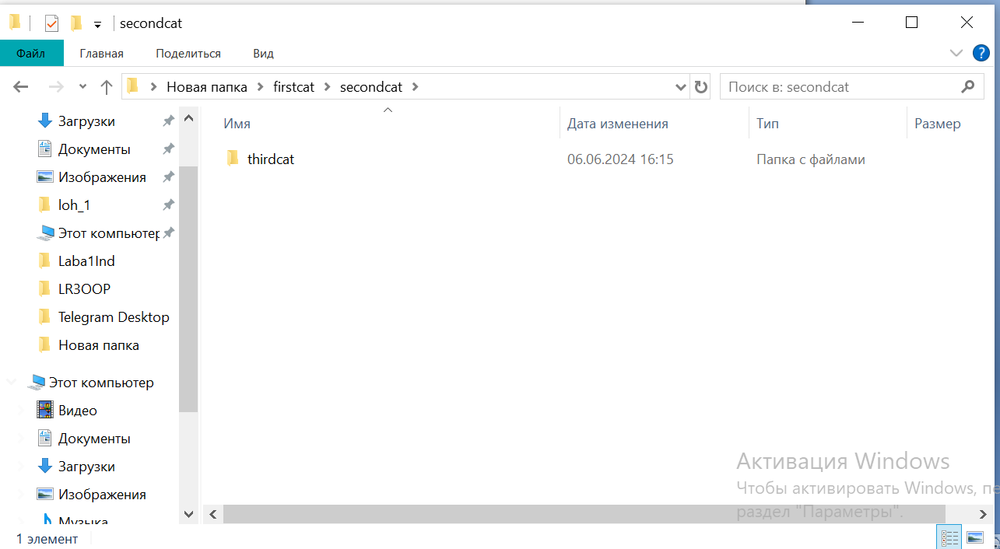 secondcat
Файл Главная Поделиться Вид
Новая папка firstcat secondcat Поиск в: secondcat
Имя Дата изменения Тип Размер
thirdcat 06.06.2024 16:15 Папка с файлами
Загрузки
Документы
Изображения
loh_1
Этот компьютер
Laba1Ind
LR3OOP
Telegram Desktop
Новая папка
Этот компьютер
Видео
Документы
Загрузки
Изображения
Музыка
Активация Windows
Чтобы активировать Windows,
раздел "Параметры".
1 элемент